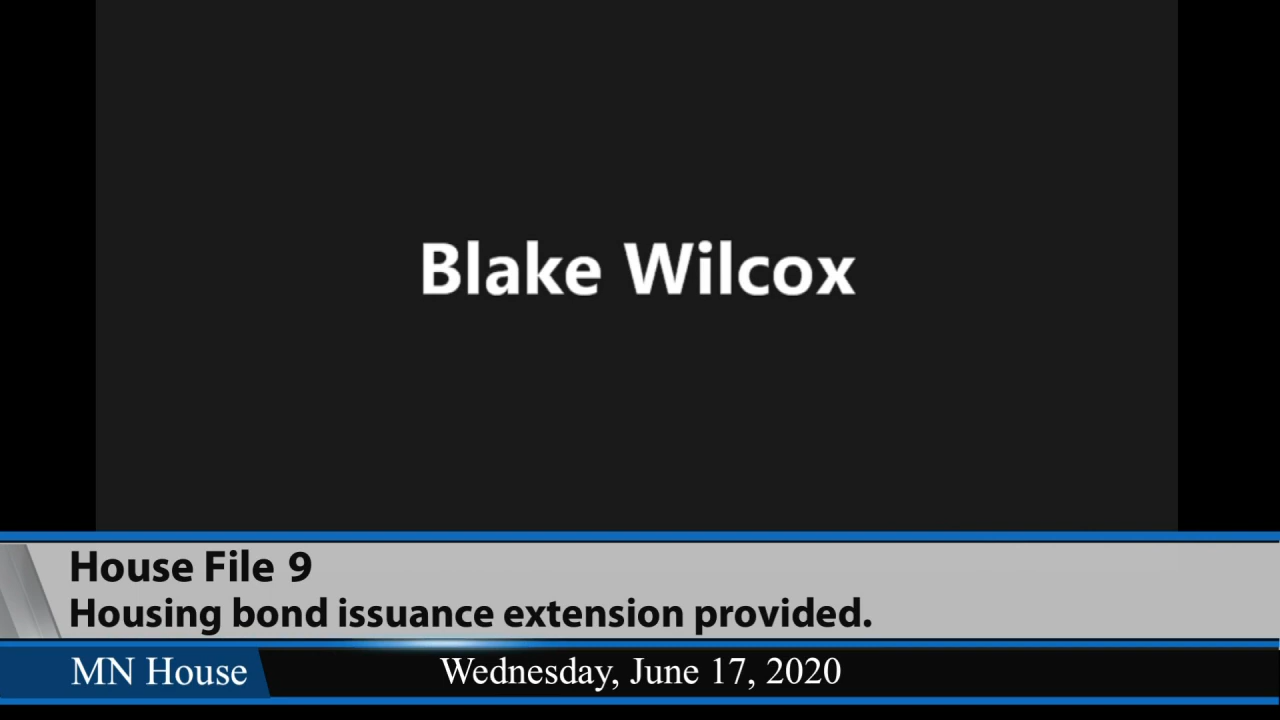 Blake Wilcox
House File 9
Housing bond issuance extension provided.
MN House
Wednesday, June 17, 2020